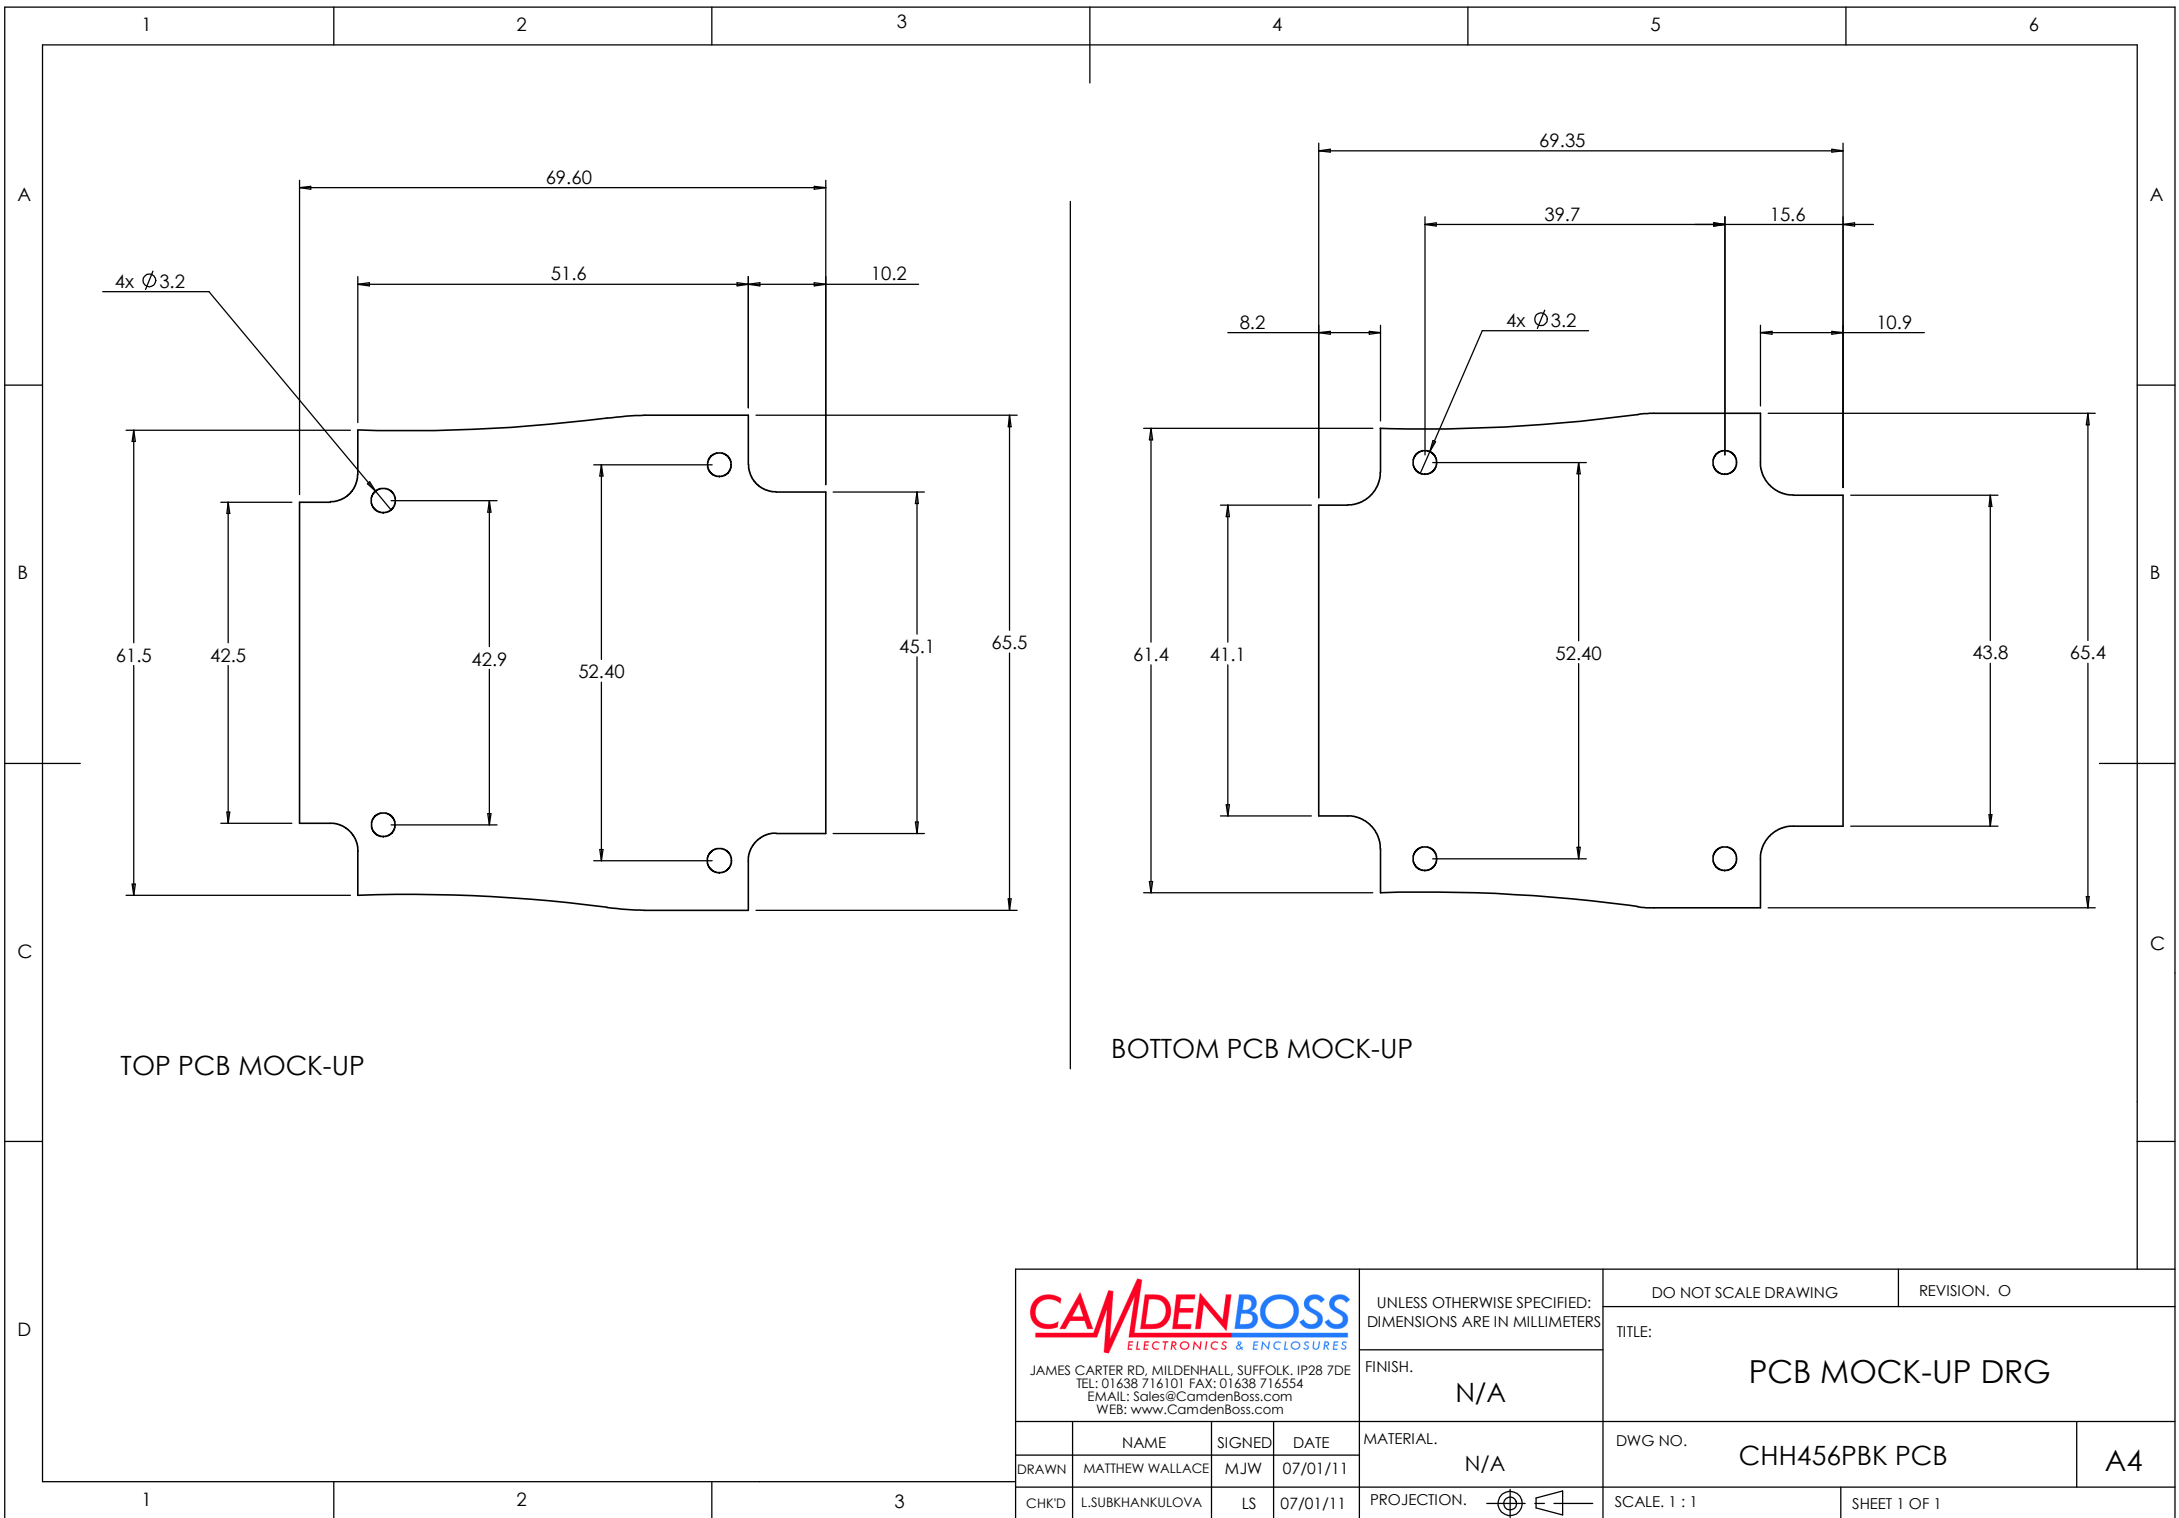 1 2 3 4 5 6
A A
B B
C C
D
69.60
51.6
10.2
4x Ø3.2
61.5
42.5
42.9
52.40
45.1
65.5
TOP PCB MOCK-UP
69.35
39.7
15.6
8.2
4x Ø3.2
10.9
61.4
41.1
52.40
43.8
65.4
BOTTOM PCB MOCK-UP
CAMDENBOSS
ELECTRONICS & ENCLOSURES
JAMES CARTER RD, MILDENHALL, SUFFOLK. IP28 7DE
TEL: 01638 716101 FAX: 01638 716554
EMAIL: Sales@CamdenBoss.com
WEB: www.CamdenBoss.com
NAME SIGNED DATE
DRAWN MATTHEW WALLACE MJW 07/01/11
CHK'D L.SUBKHANKULOVA LS 07/01/11
UNLESS OTHERWISE SPECIFIED:
DIMENSIONS ARE IN MILLIMETERS
FINISH.
N/A
MATERIAL.
N/A
PROJECTION.
DO NOT SCALE DRAWING
REVISION. O
TITLE:
PCB MOCK-UP DRG
DWG NO.
CHH456PBK PCB
A4
SCALE. 1 : 1
SHEET 1 OF 1
1 2 3